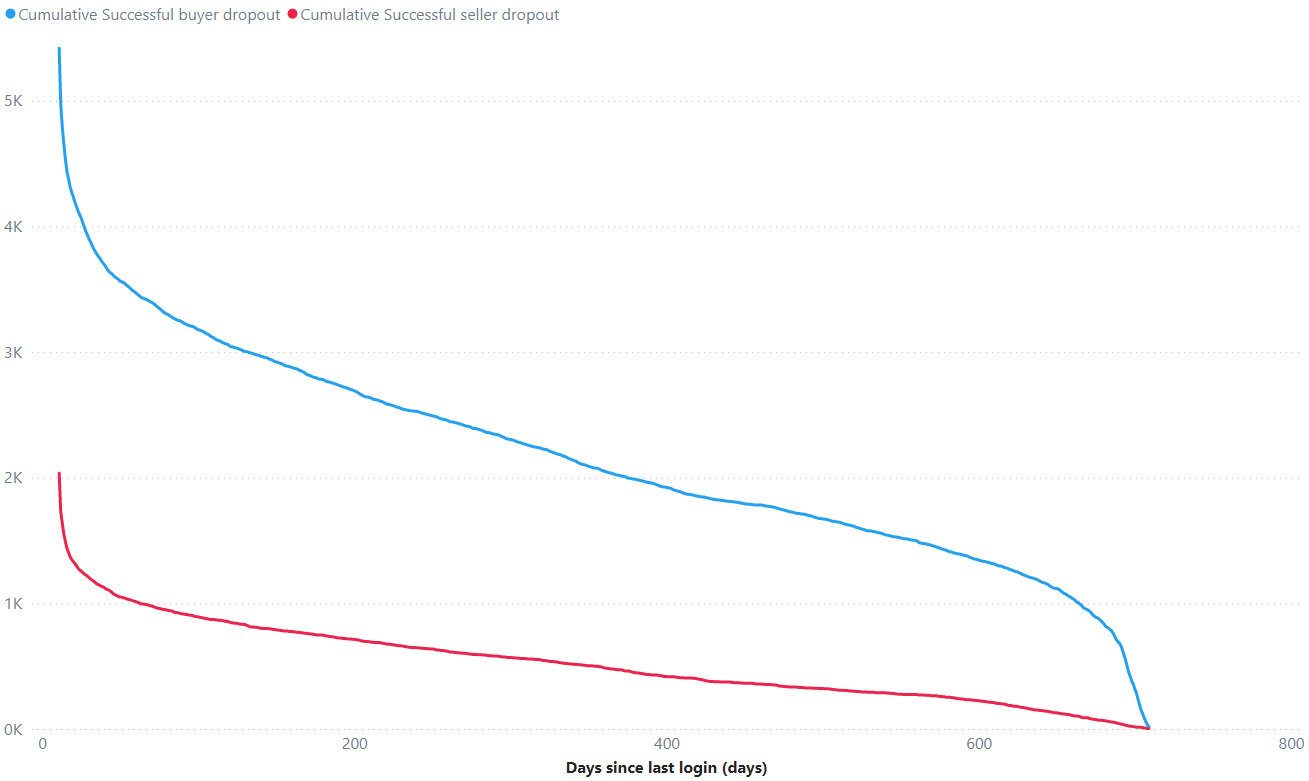 Cumulative Successful buyer dropout Cumulative Successful seller dropout
5K
4K
3K
2K
1K
0K
0 200 400 600 800
Days since last login (days)